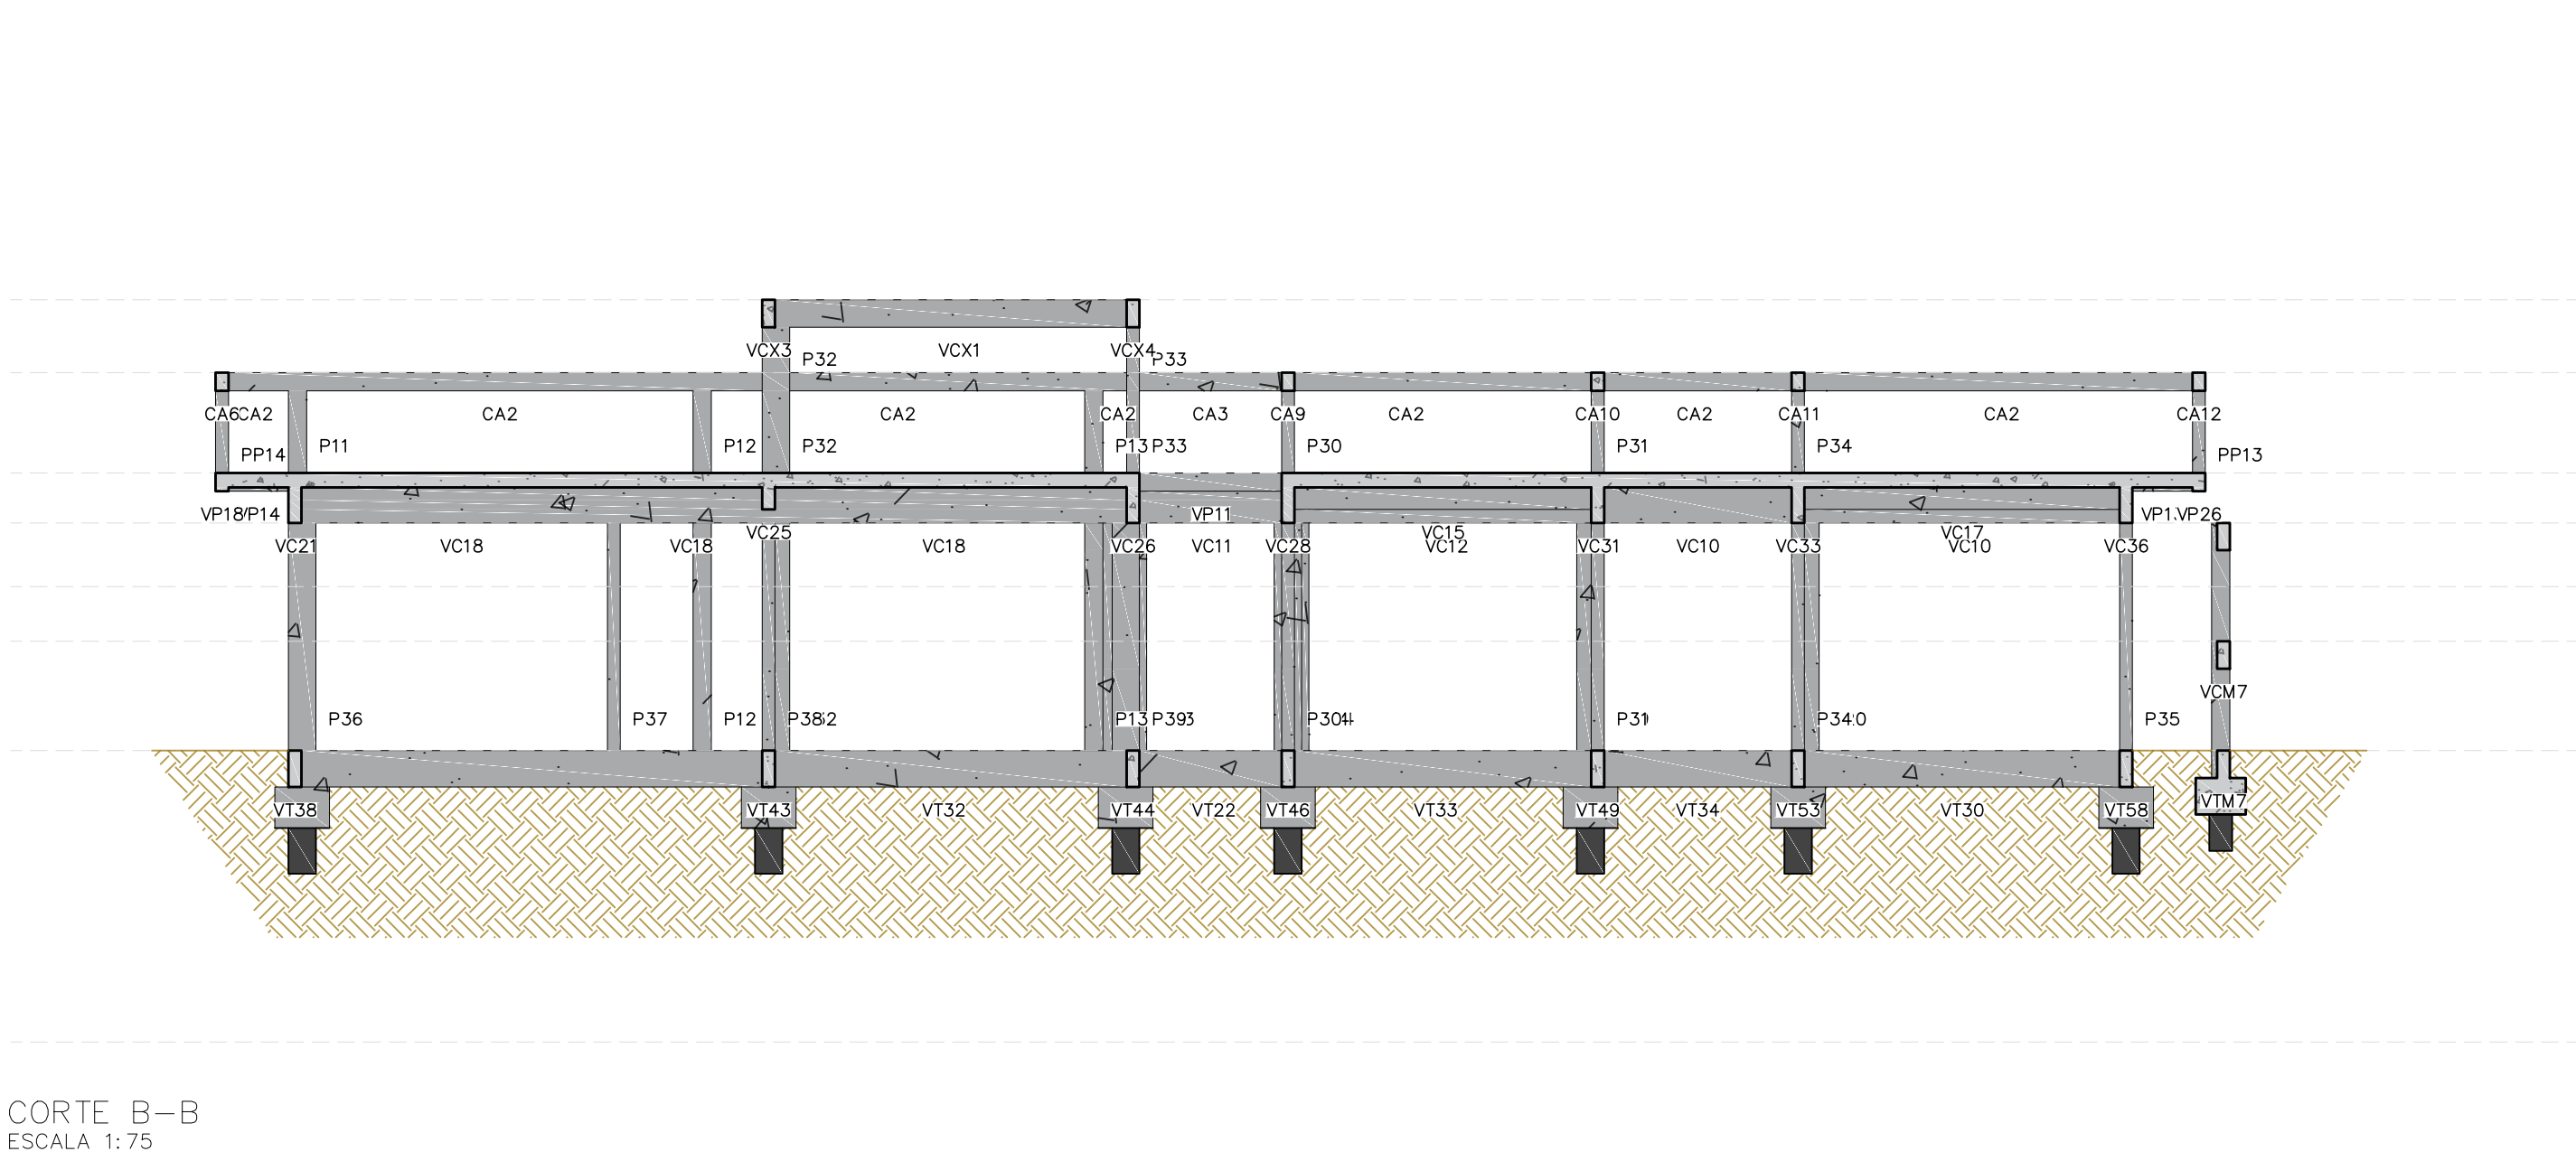 VCX3 P32 VCX1 VCX4 P33
CA6 CA2 CA2 CA2 CA2 CA3 CA9 CA2 CA10 CA2 CA11 CA2 CA12
PP14 P11 P12 P32 P13 P33 P30 P31 P34 PP13
VP18 VP11 VP26
VC21 VC18 VC18 VC25 VC18 VC26 VC11 VC28 VC15 VC12 VC31 VC10 VC33 VC17 VC10 VC36
VCM7
P36 P37 P12 P38 P13 P39 P30 P31 P34 P35
VT38 VT43 VT32 VT44 VT22 VT46 VT33 VT49 VT34 VT53 VT30 VT58 VTM7
CORTE B-B
ESCALA 1:75